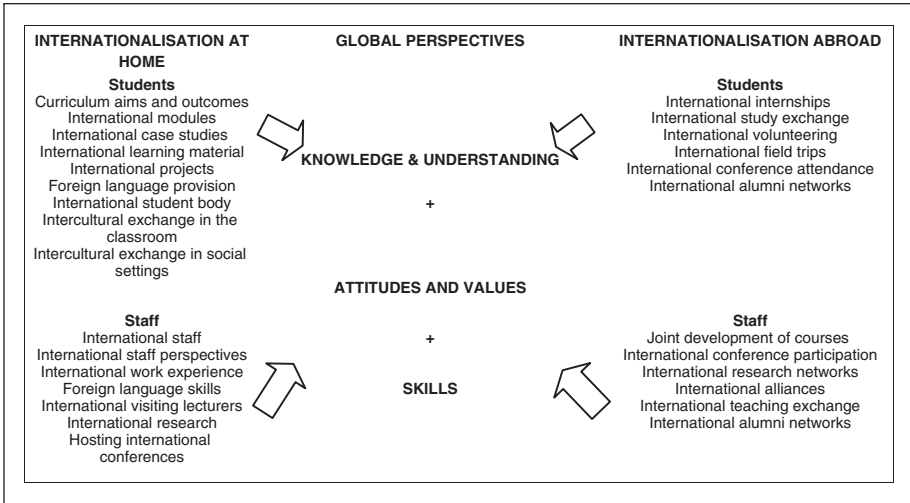 INTERNATIONALISATION AT
HOME
Students
Curriculum aims and outcomes
International modules
International case studies
International learning material
International projects
Foreign language provision
International student body
Intercultural exchange in the
classroom
Intercultural exchange in social
settings
Staff
International staff
International staff perspectives
International work experience
Foreign language skills
International visiting lecturers
International research
Hosting international
conferences
GLOBAL PERSPECTIVES
KNOWLEDGE & UNDERSTANDING
+
ATTITUDES AND VALUES
+
SKILLS
INTERNATIONALISATION ABROAD
Students
International internships
International study exchange
International volunteering
International field trips
International conference attendance
International alumni networks
Staff
Joint development of courses
International conference participation
International research networks
International alliances
International teaching exchange
International alumni networks